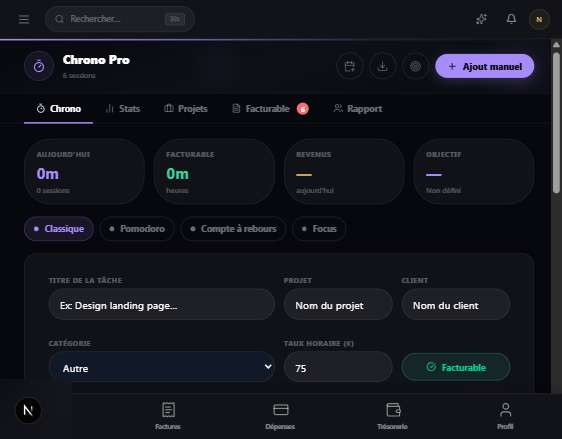 Rechercher...
⌘K
N
Chrono Pro
6 sessions
+ Ajout manuel
Chrono
Stats
Projets
Facturable 6
Rapport
AUJOURD'HUI
0m
0 sessions
FACTURABLE
0m
heures
REVENUS
—
aujourd'hui
OBJECTIF
—
Non défini
Classique
Pomodoro
Compte à rebours
Focus
TITRE DE LA TÂCHE
Ex: Design landing page...
PROJET
Nom du projet
CLIENT
Nom du client
CATÉGORIE
Autre
TAUX HORAIRE (€)
75
Facturable
N
Factures
Dépenses
Trésorerie
Profil